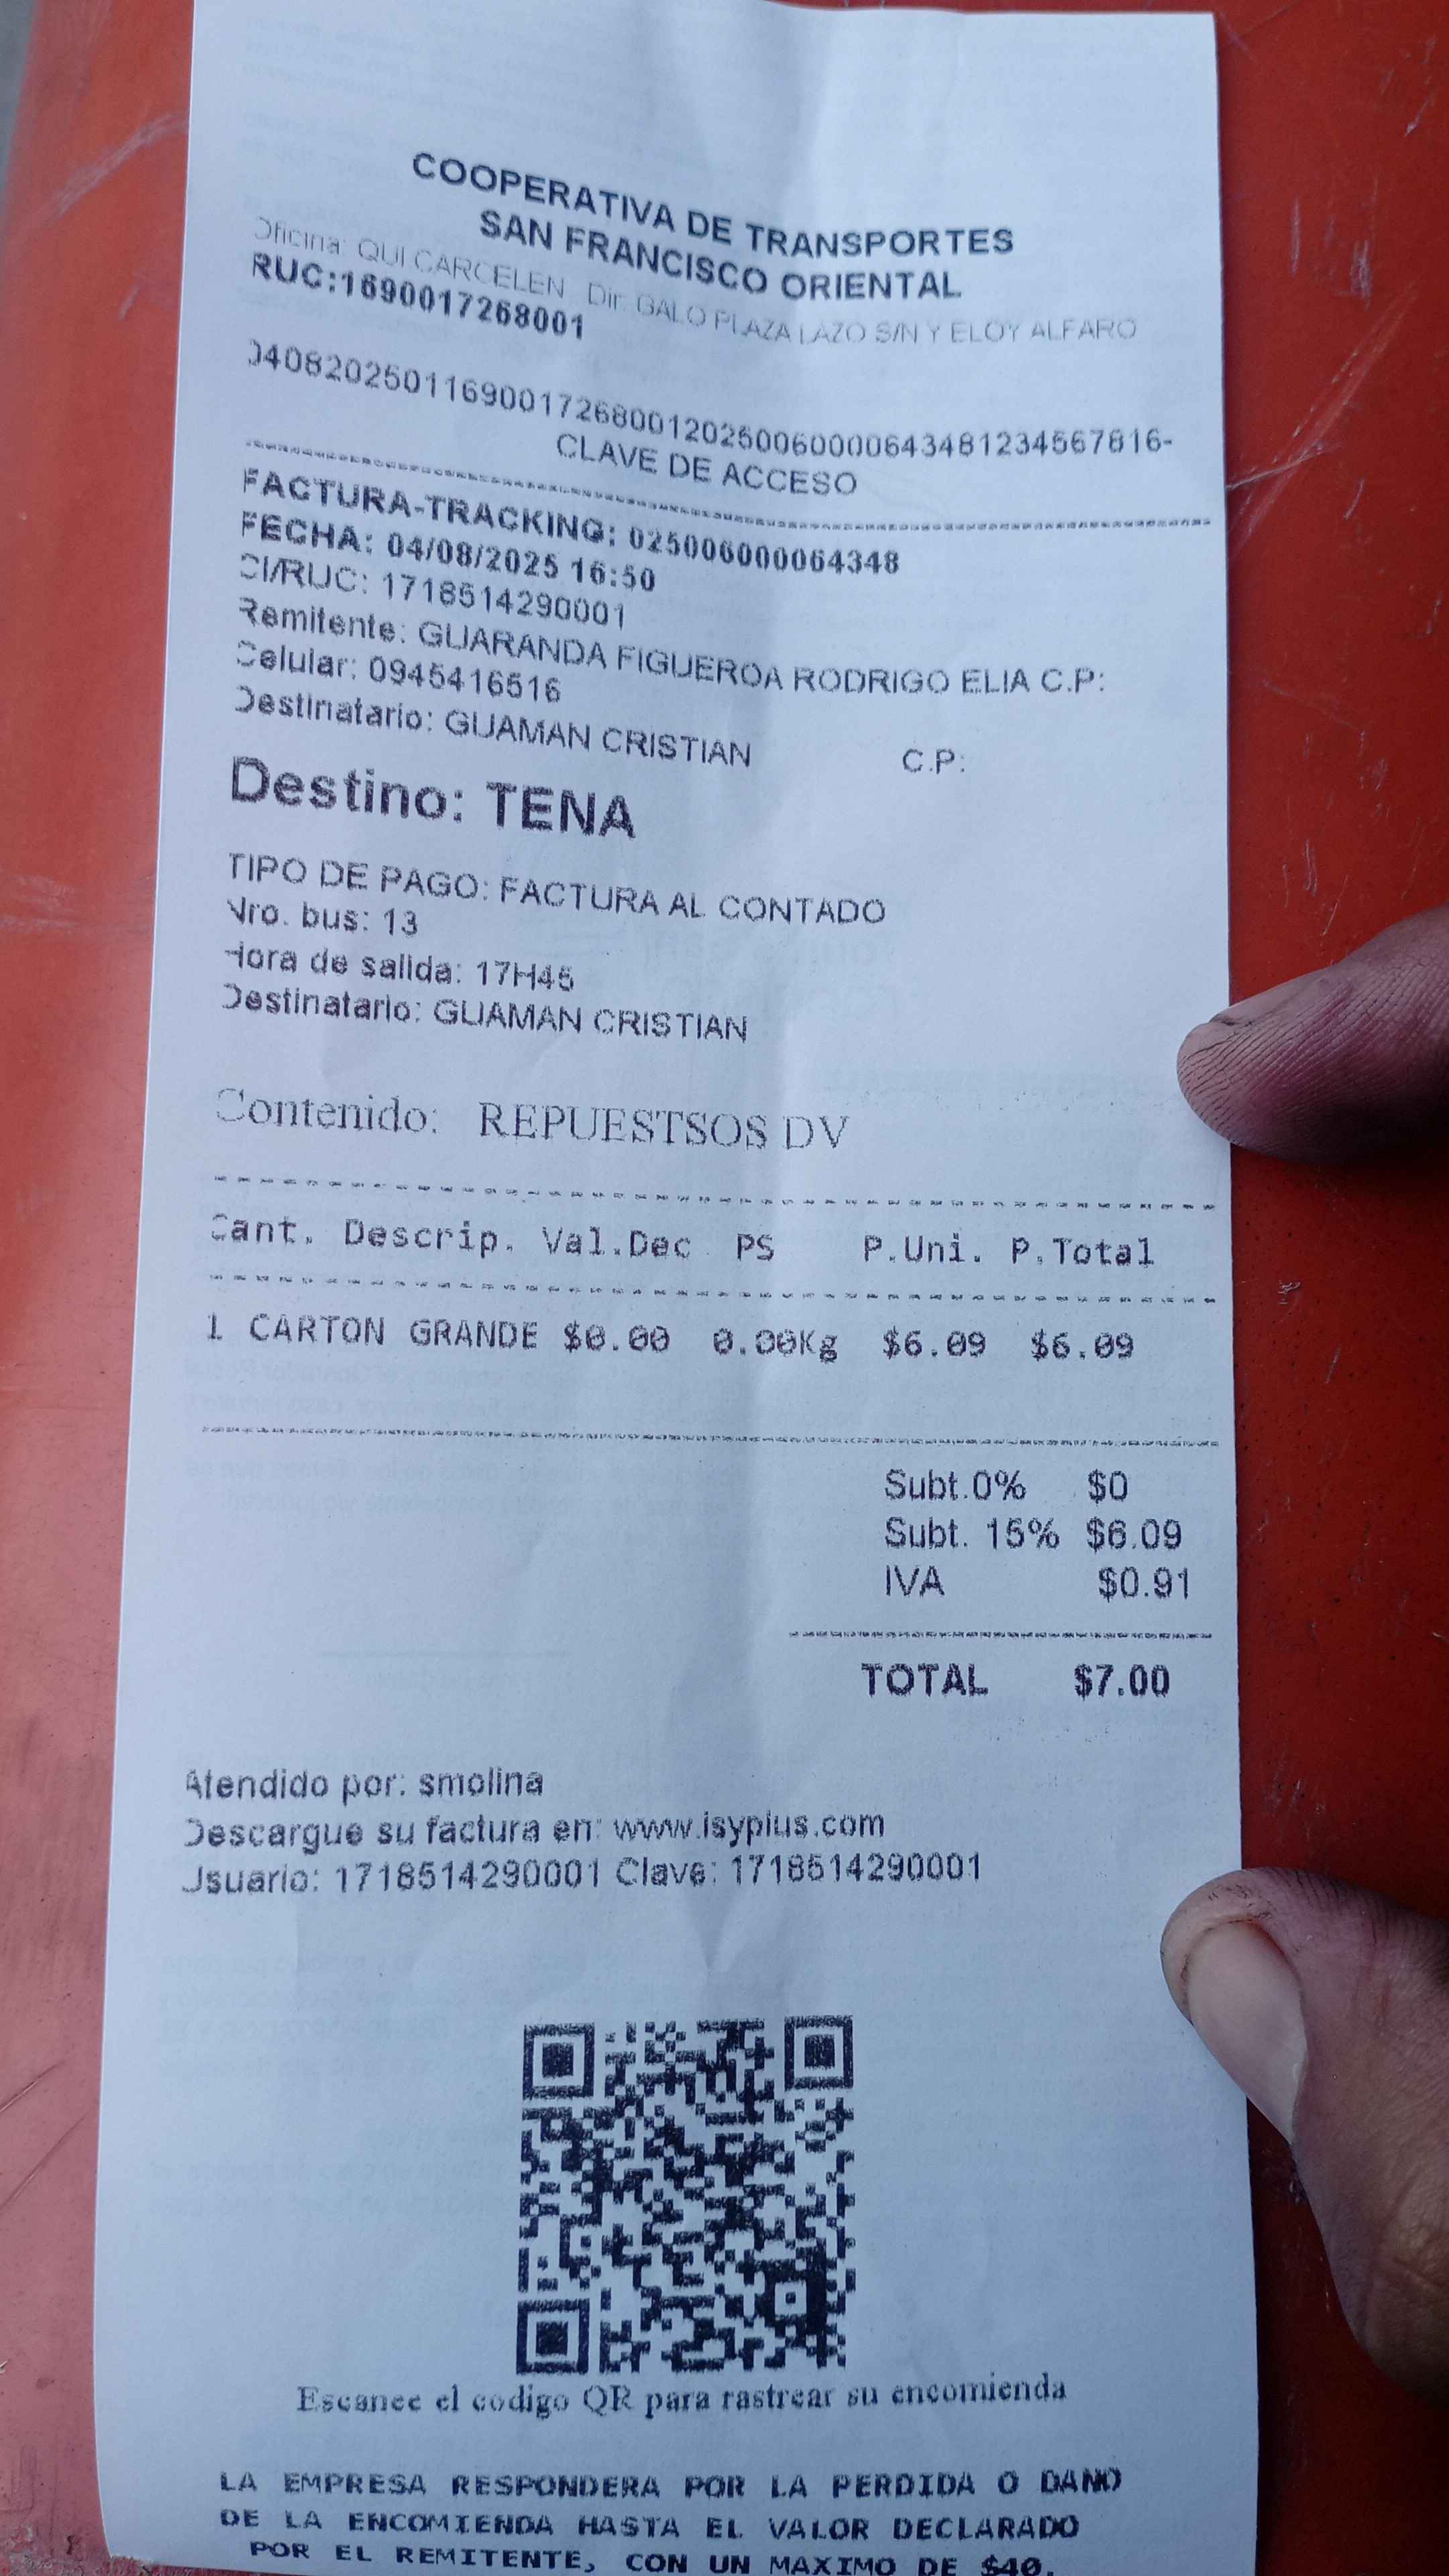 COOPERATIVA DE TRANSPORTES
SAN FRANCISCO ORIENTAL
Oficina: QUI CARCELEN Dir: GALO PLAZA LAZO S/N Y ELOY ALFARO
RUC:1690017268001
0408202501169001726800120250060000643481234567816-
CLAVE DE ACCESO
FACTURA-TRACKING: 025006000064348
FECHA: 04/08/2025 16:50
CI/RUC: 1718514290001
Remitente: GUARANDA FIGUEROA RODRIGO ELIA C.P:
Celular: 0945416516
Destinatario: GUAMAN CRISTIAN C.P:
Destino: TENA
TIPO DE PAGO: FACTURA AL CONTADO
Nro. bus: 13
Hora de salida: 17H45
Destinatario: GUAMAN CRISTIAN
Contenido: REPUESTSOS DV
Cant. Descrip. Val.Dec PS P.Uni. P.Total
1 CARTON GRANDE $0.00 0.00Kg $6.09 $6.09
Subt.0% $0
Subt. 15% $6.09
IVA $0.91
TOTAL $7.00
Atendido por: smolina
Descargue su factura en: www.isyplus.com
Usuario: 1718514290001 Clave: 1718514290001
Escanee el codigo QR para rastrear su encomienda
LA EMPRESA RESPONDERA POR LA PERDIDA O DANO
DE LA ENCOMIENDA HASTA EL VALOR DECLARADO
POR EL REMITENTE, CON UN MAXIMO DE $40.